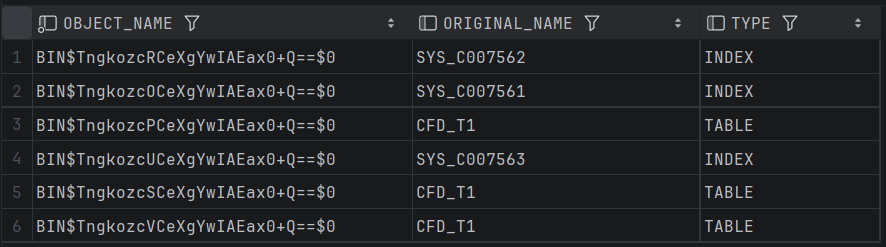 OBJECT_NAME ORIGINAL_NAME TYPE
1 BIN$TngkozcRCeXgYwIAEax0+Q==$0 SYS_C007562 INDEX
2 BIN$TngkozcOCeXgYwIAEax0+Q==$0 SYS_C007561 INDEX
3 BIN$TngkozcPCeXgYwIAEax0+Q==$0 CFD_T1 TABLE
4 BIN$TngkozcUCeXgYwIAEax0+Q==$0 SYS_C007563 INDEX
5 BIN$TngkozcSCeXgYwIAEax0+Q==$0 CFD_T1 TABLE
6 BIN$TngkozcVCeXgYwIAEax0+Q==$0 CFD_T1 TABLE